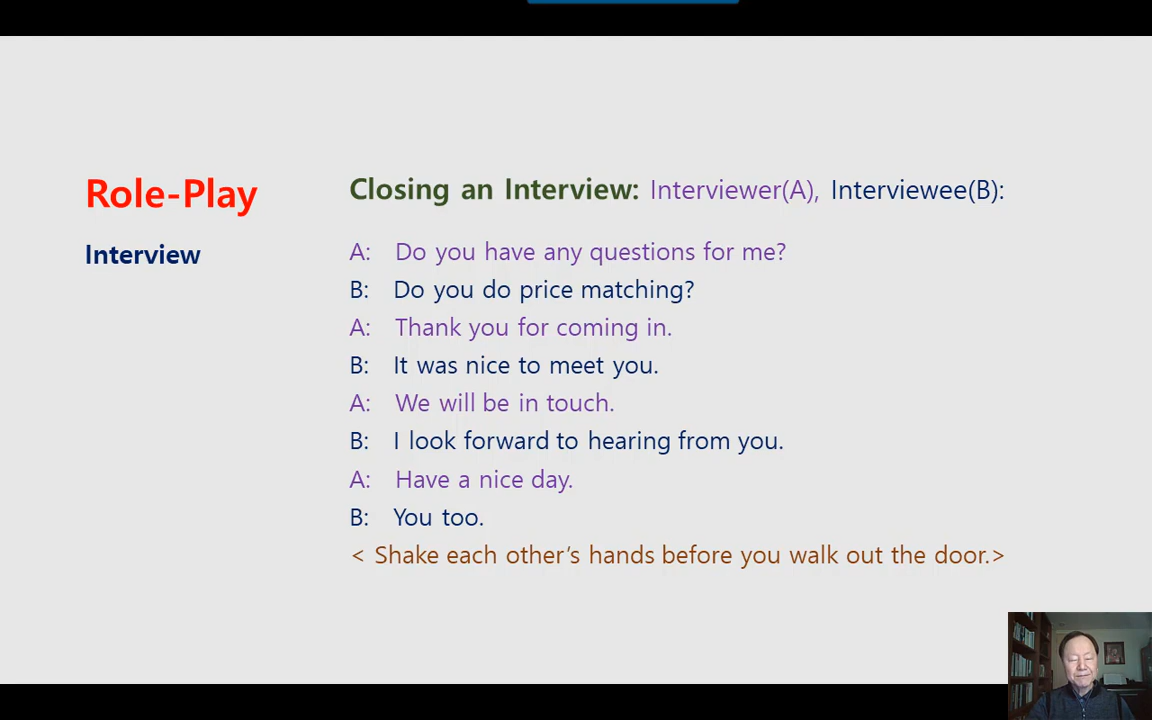 Role-Play
Interview
Closing an Interview: Interviewer(A), Interviewee(B):
A: Do you have any questions for me?
B: Do you do price matching?
A: Thank you for coming in.
B: It was nice to meet you.
A: We will be in touch.
B: I look forward to hearing from you.
A: Have a nice day.
B: You too.
< Shake each other’s hands before you walk out the door.>